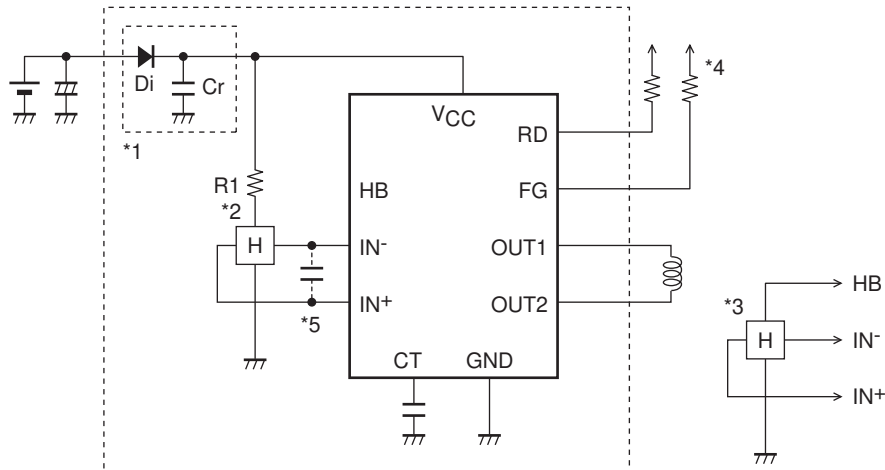 Di
Cr
*1
*4
VCC
RD
R1
*2
HB
FG
H
IN-
OUT1
IN+
OUT2
*5
CT
GND
HB
*3
H
IN-
IN+